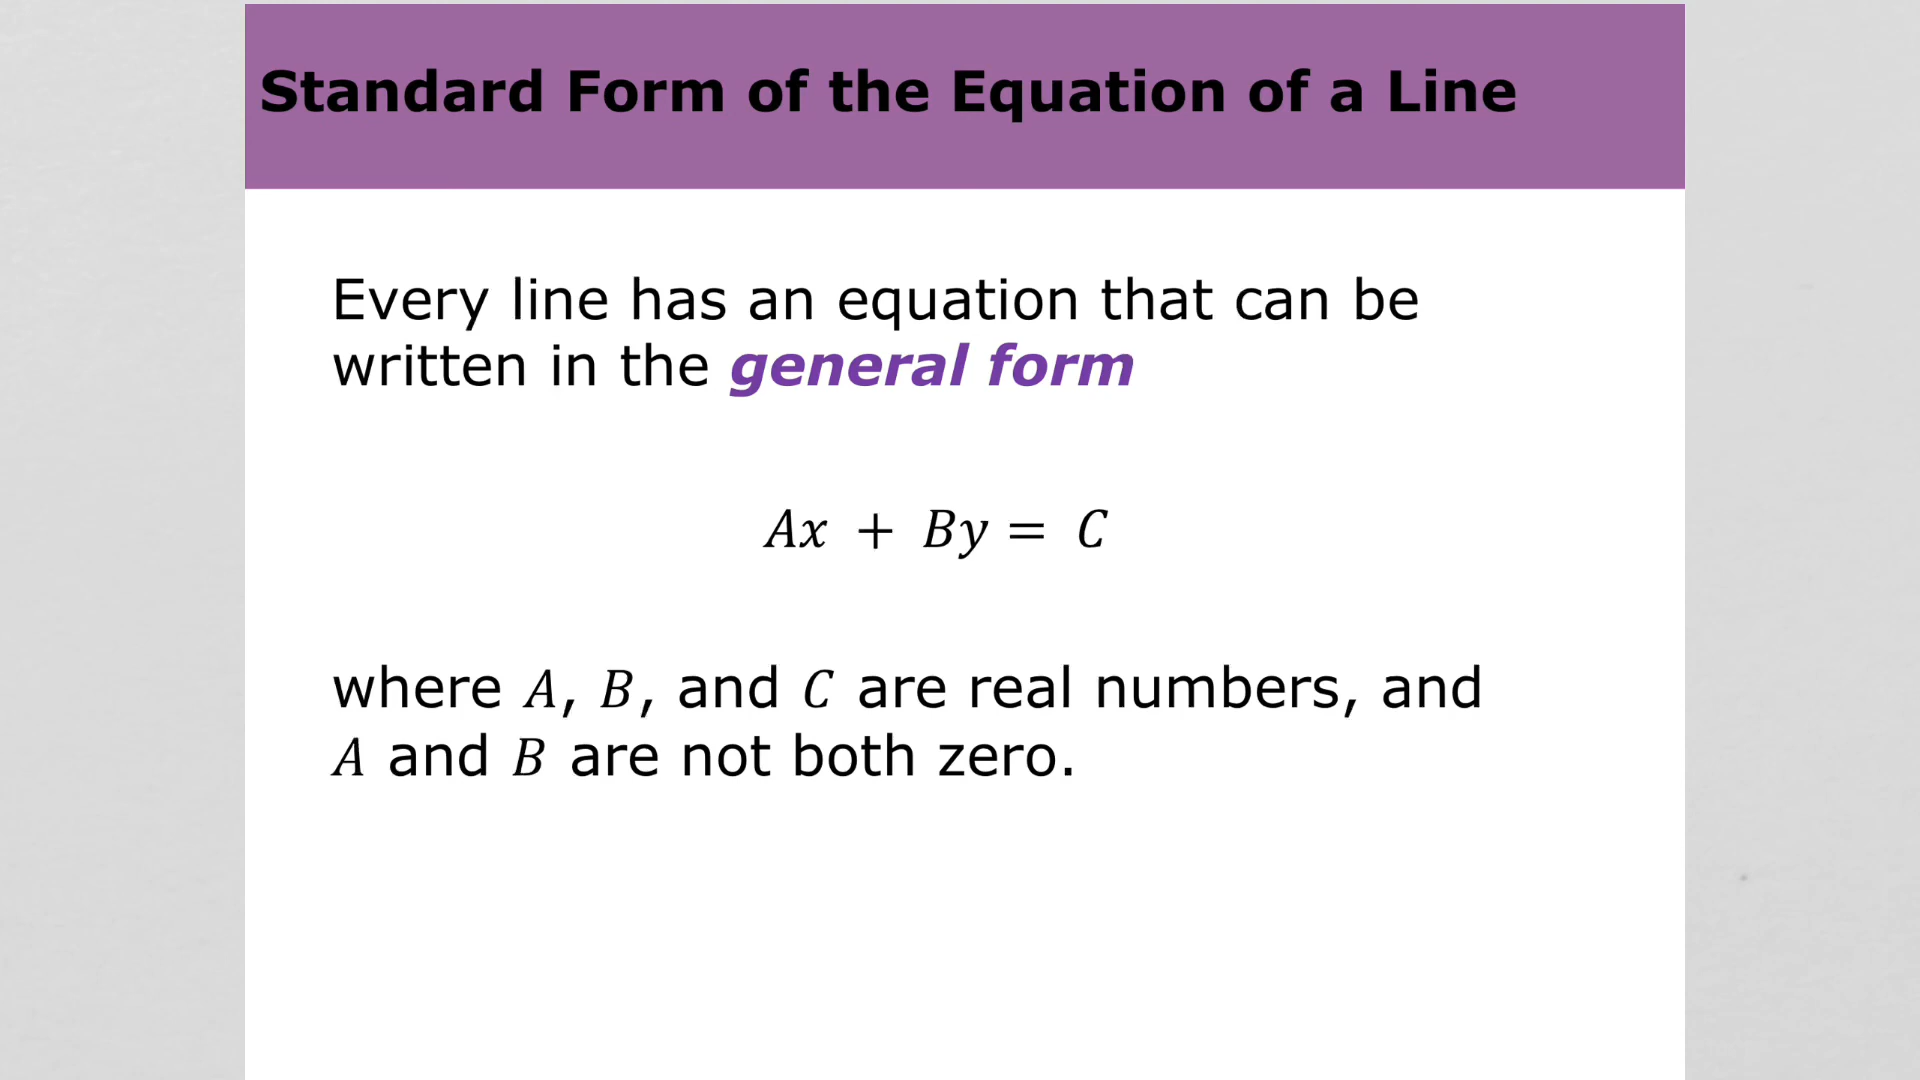 Standard Form of the Equation of a Line
Every line has an equation that can be
written in the general form
Ax + By = C
where A, B, and C are real numbers, and
A and B are not both zero.